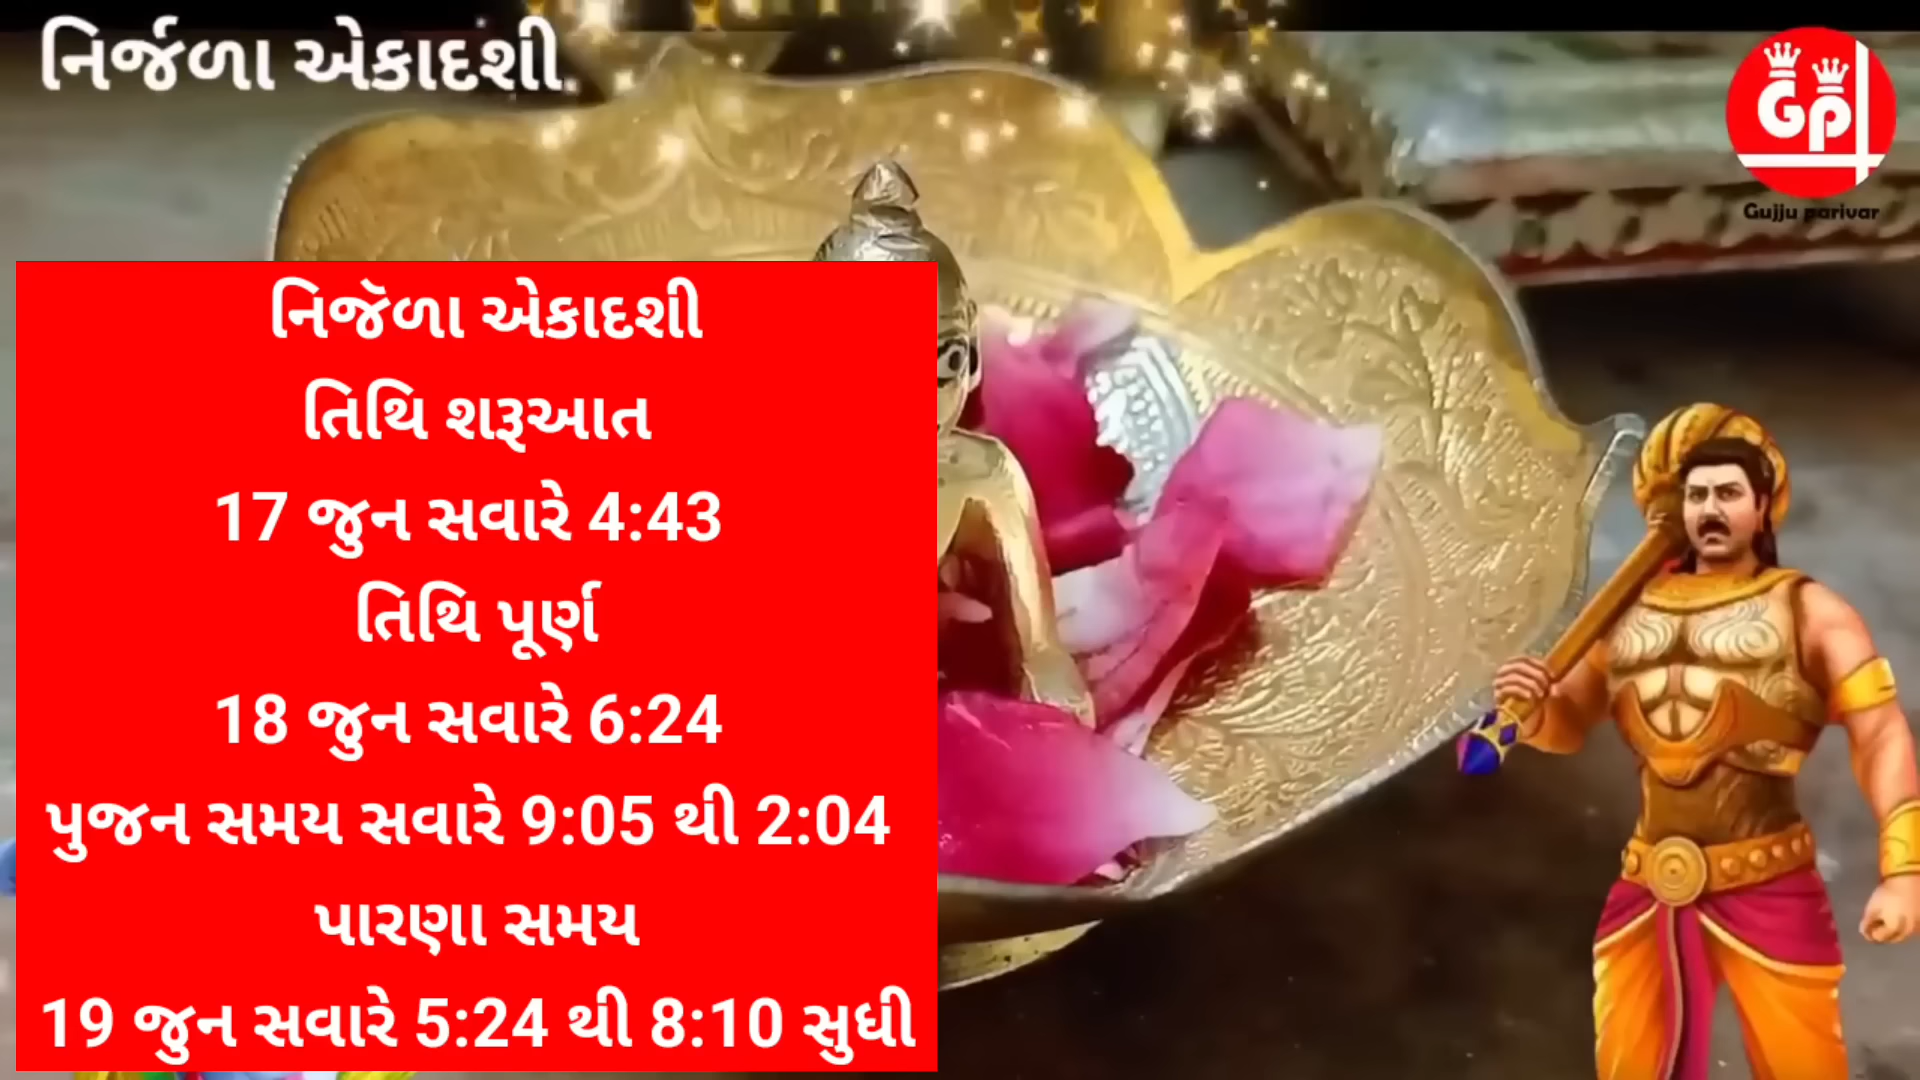 નિર્જળા એકાદશી
GP
Gujju parivar
નિજૅળા એકાદશી
તિથિ શરૂઆત
17 જુન સવારે 4:43
તિથિ પૂર્ણ
18 જુન સવારે 6:24
પુજન સમય સવારે 9:05 થી 2:04
પારણા સમય
19 જુન સવારે 5:24 થી 8:10 સુધી